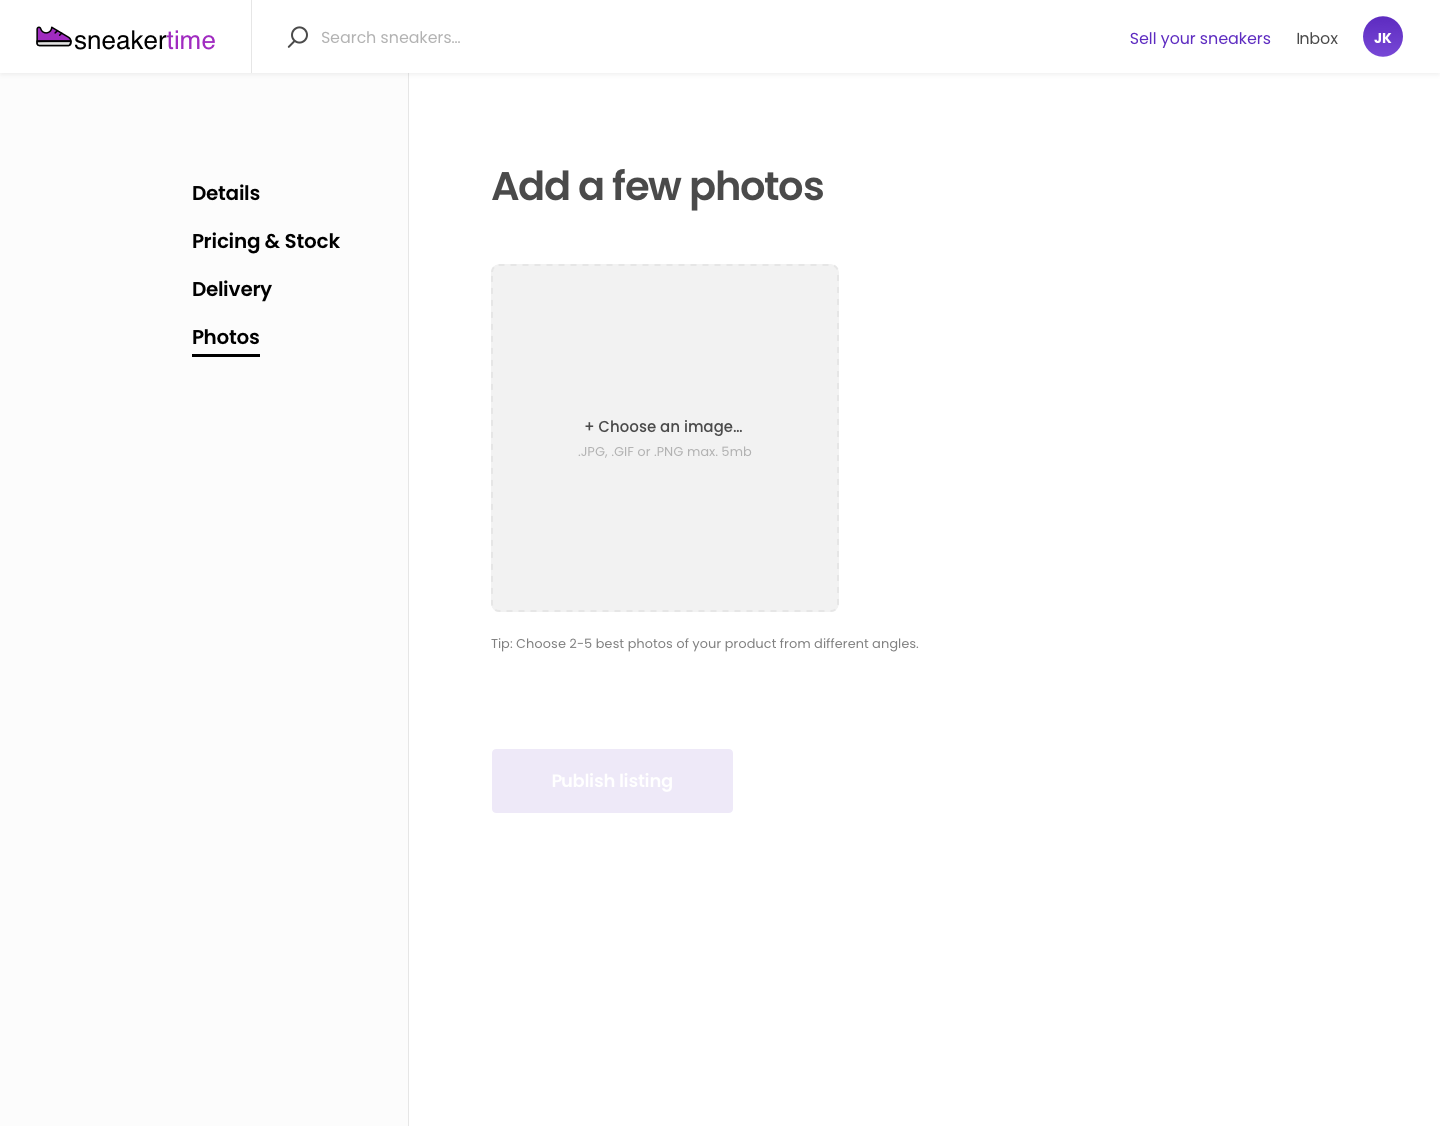 sneakertime
Search sneakers...
Sell your sneakers
Inbox
JK
Details
Pricing & Stock
Delivery
Photos
Add a few photos
+ Choose an image...
.JPG, .GIF or .PNG max. 5mb
Tip: Choose 2-5 best photos of your product from different angles.
Publish listing